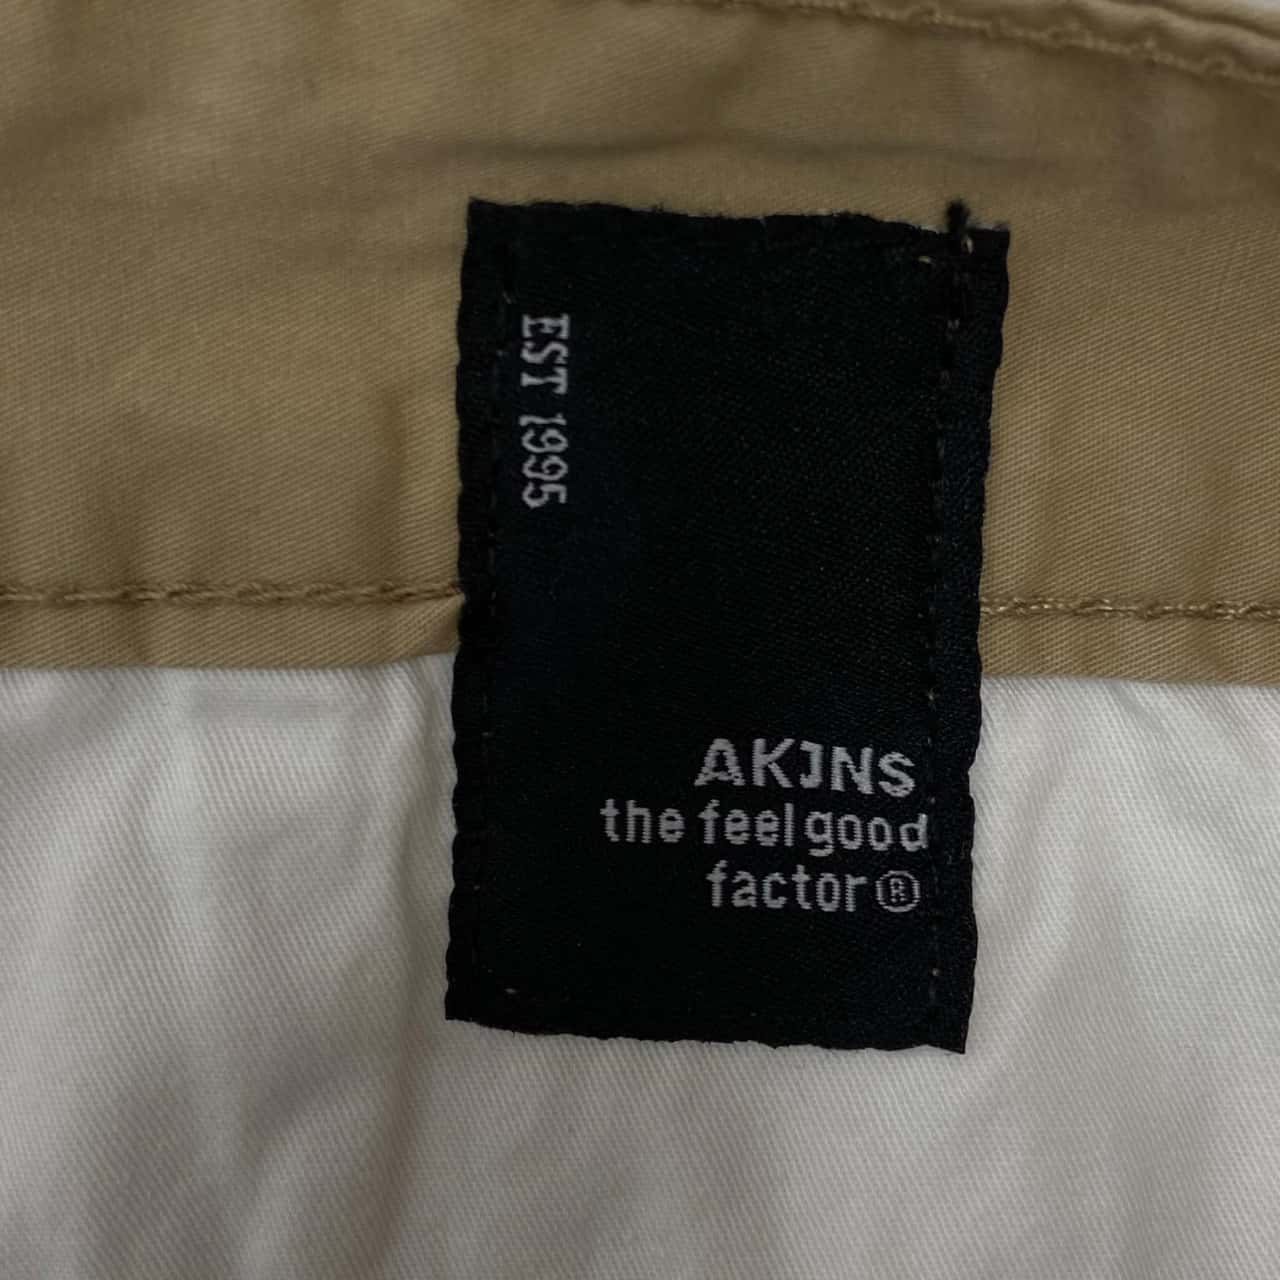 EST 1995
AKJNS
the feel good
factor®